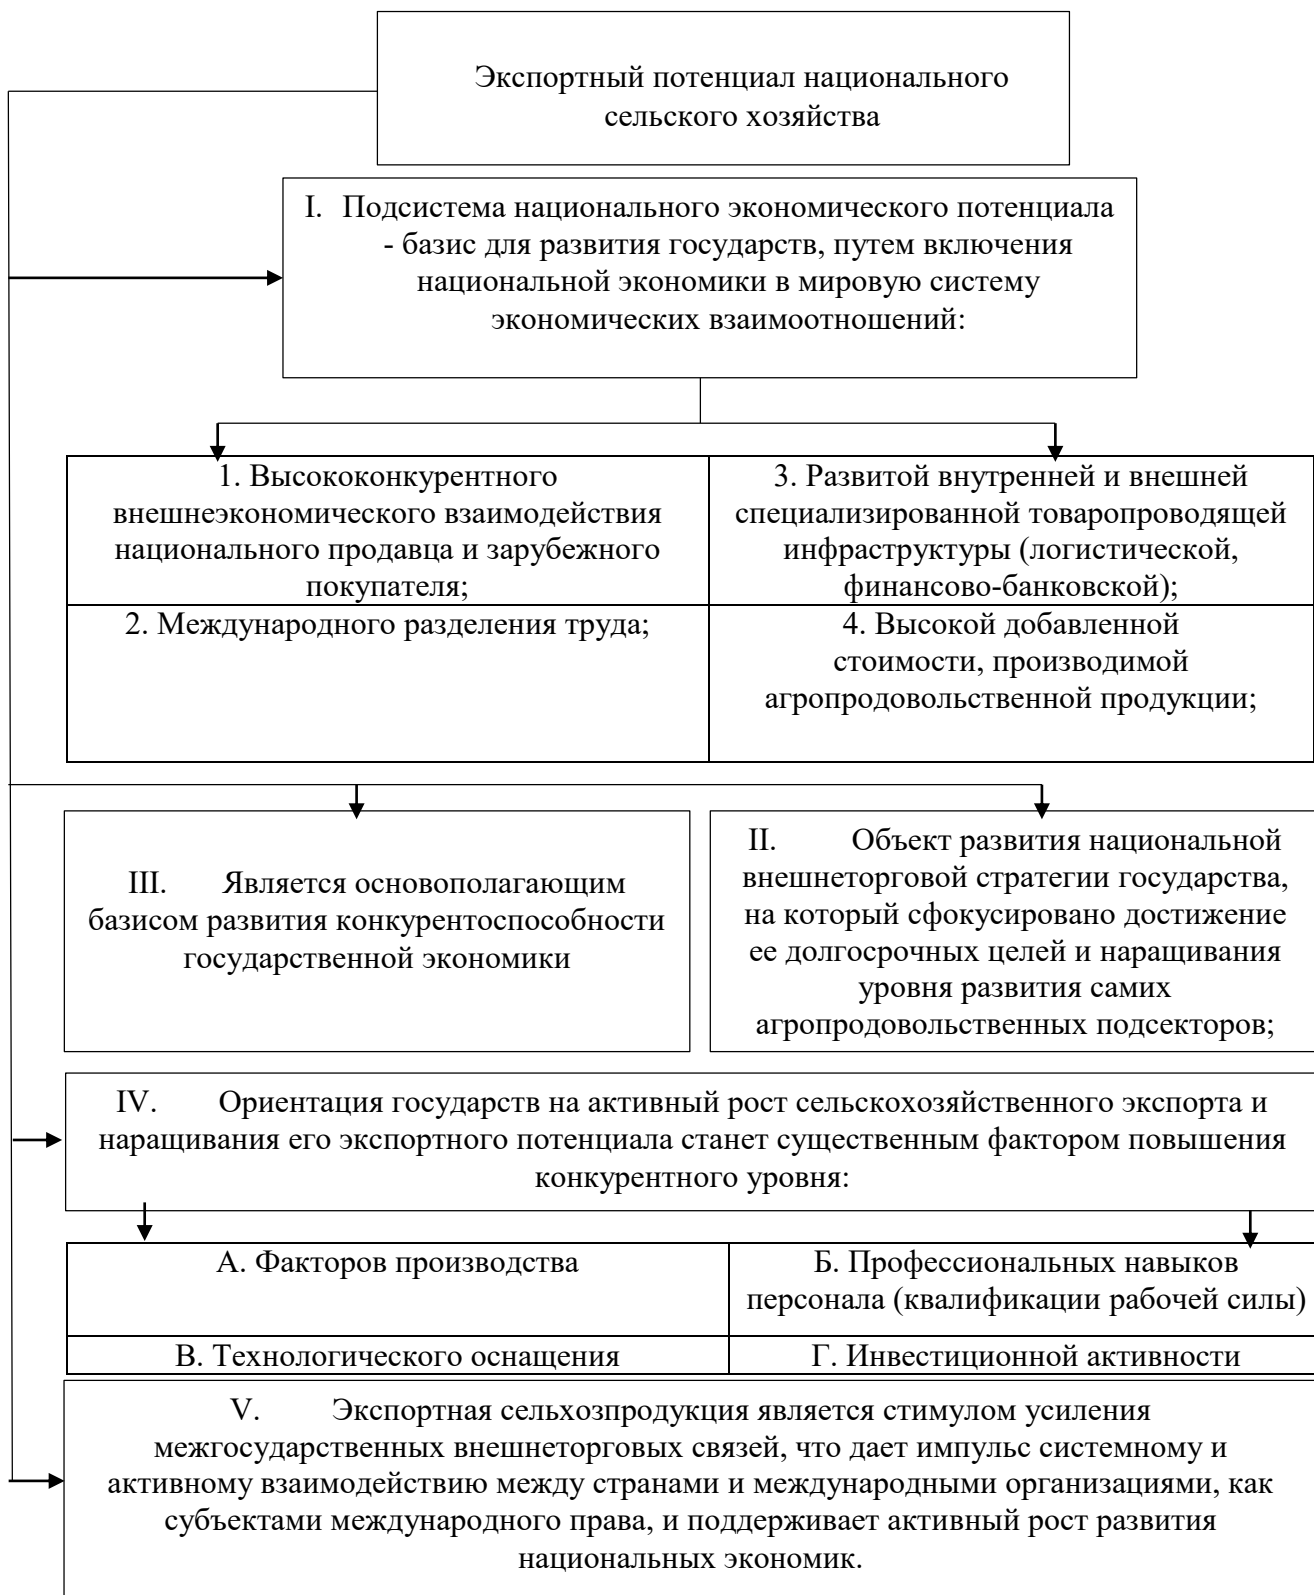 Экспортный потенциал национального
сельского хозяйства
I. Подсистема национального экономического потенциала
- базис для развития государств, путем включения
национальной экономики в мировую систему
экономических взаимоотношений:
1. Высококонкурентного
внешнеэкономического взаимодействия
национального продавца и зарубежного
покупателя;
3. Развитой внутренней и внешней
специализированной товаропроводящей
инфраструктуры (логистической,
финансово-банковской);
2. Международного разделения труда;
4. Высокой добавленной
стоимости, производимой
агропродовольственной продукции;
III. Является основополагающим
базисом развития конкурентоспособности
государственной экономики
II. Объект развития национальной
внешнеторговой стратегии государства,
на который сфокусировано достижение
ее долгосрочных целей и наращивания
уровня развития самих
агропродовольственных подсекторов;
IV. Ориентация государств на активный рост сельскохозяйственного экспорта и
наращивания его экспортного потенциала станет существенным фактором повышения
конкурентного уровня:
А. Факторов производства
Б. Профессиональных навыков
персонала (квалификации рабочей силы)
В. Технологического оснащения
Г. Инвестиционной активности
V. Экспортная сельхозпродукция является стимулом усиления
межгосударственных внешнеторговых связей, что дает импульс системному и
активному взаимодействию между странами и международными организациями, как
субъектами международного права, и поддерживает активный рост развития
национальных экономик.